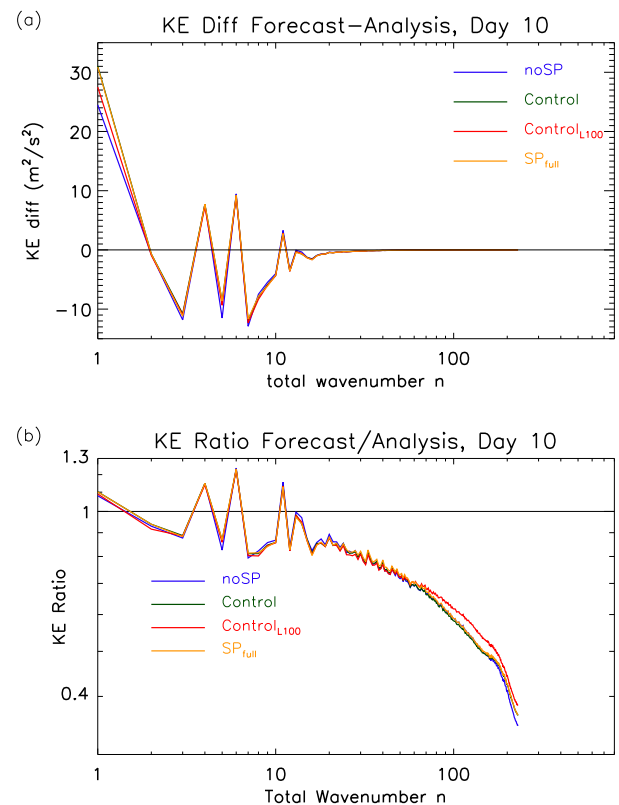 (a)
KE Diff Forecast−Analysis, Day 10
KE diff (m²/s²)
30
20
10
0
−10
noSP
Control
Control_L100
SP_full
1
10
100
total wavenumber n
(b)
KE Ratio Forecast/Analysis, Day 10
KE Ratio
1.3
1
0.4
noSP
Control
Control_L100
SP_full
1
10
100
Total Wavenumber n